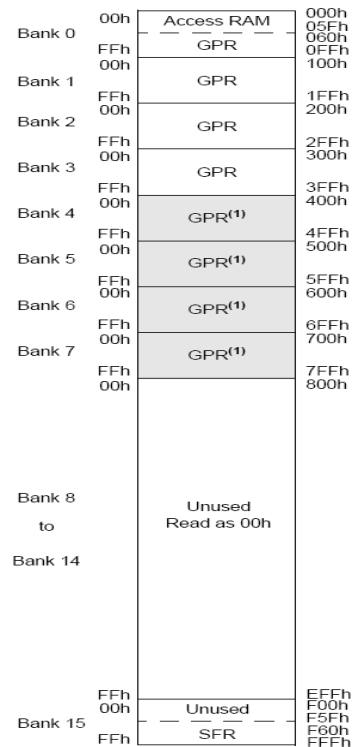 00h Access RAM 000h
05Fh
Bank 0 060h
FFh GPR 0FFh
00h 100h
Bank 1 GPR
FFh 1FFh
00h 200h
Bank 2 GPR
FFh 2FFh
00h 300h
Bank 3 GPR
FFh 3FFh
00h 400h
Bank 4 GPR(1)
FFh 4FFh
00h 500h
Bank 5 GPR(1)
FFh 5FFh
00h 600h
Bank 6 GPR(1)
FFh 6FFh
00h 700h
Bank 7 GPR(1)
FFh 7FFh
00h 800h
Bank 8 Unused
to Read as 00h
Bank 14
FFh EFFh
00h Unused F00h
F5Fh
Bank 15 F60h
FFh SFR FFFh